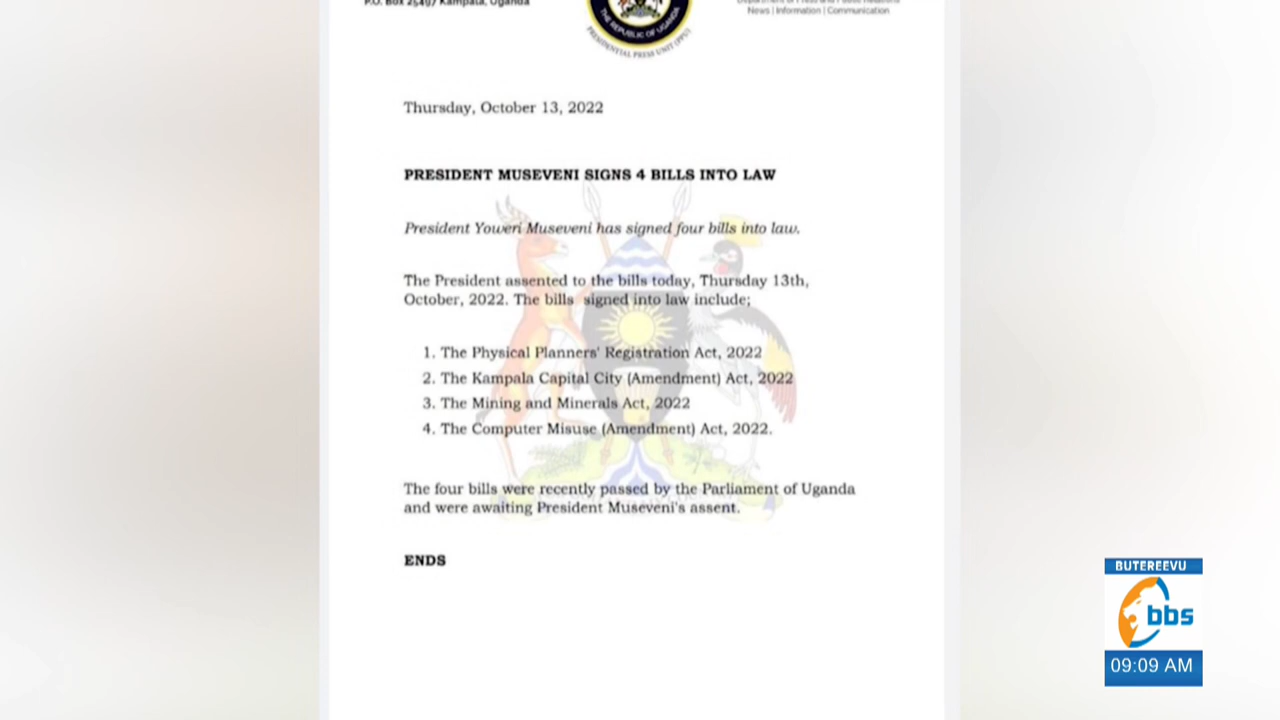 P.O. Box 25497 Kampala, Uganda
News | Information | Communication
THE REPUBLIC OF UGANDA
PRESIDENTIAL PRESS UNIT (PPU)
Thursday, October 13, 2022
PRESIDENT MUSEVENI SIGNS 4 BILLS INTO LAW
President Yoweri Museveni has signed four bills into law.
The President assented to the bills today, Thursday 13th,
October, 2022. The bills signed into law include;
1. The Physical Planners' Registration Act, 2022
2. The Kampala Capital City (Amendment) Act, 2022
3. The Mining and Minerals Act, 2022
4. The Computer Misuse (Amendment) Act, 2022.
The four bills were recently passed by the Parliament of Uganda
and were awaiting President Museveni's assent.
ENDS
BUTEREEVU
bbs
09:09 AM